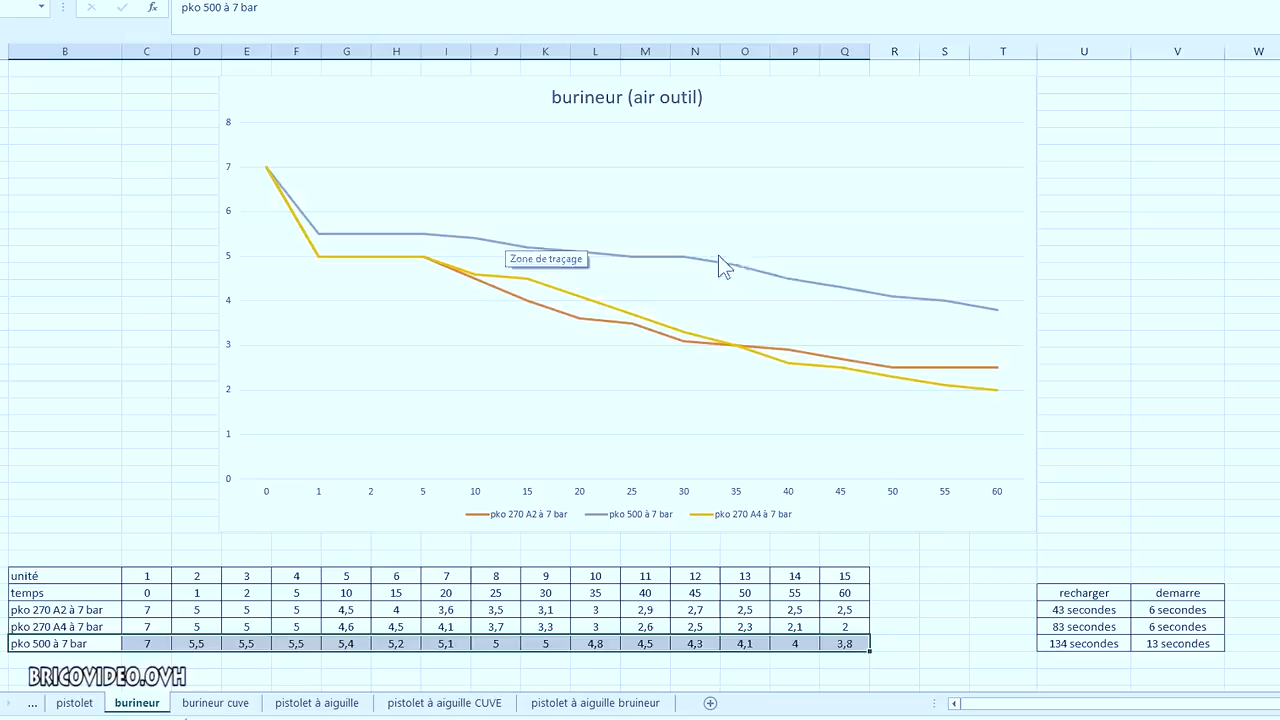 fx pko 500 à 7 bar
B C D E F G H I J K L M N O P Q R S T U V W
burineur (air outil)
8
7
6
5
Zone de traçage
4
3
2
1
0
0 1 2 5 10 15 20 25 30 35 40 45 50 55 60
pko 270 A2 à 7 bar pko 500 à 7 bar pko 270 A4 à 7 bar
unité 1 2 3 4 5 6 7 8 9 10 11 12 13 14 15
temps 0 1 2 5 10 15 20 25 30 35 40 45 50 55 60 recharger demarre
pko 270 A2 à 7 bar 7 5 5 5 4,5 4 3,6 3,5 3,1 3 2,9 2,7 2,5 2,5 2,5 43 secondes 6 secondes
pko 270 A4 à 7 bar 7 5 5 5 4,6 4,5 4,1 3,7 3,3 3 2,6 2,5 2,3 2,1 2 83 secondes 6 secondes
pko 500 à 7 bar 7 5,5 5,5 5,5 5,4 5,2 5,1 5 5 4,8 4,5 4,3 4,1 4 3,8 134 secondes 13 secondes
BRICOVIDEO.OVH
... pistolet burineur burineur cuve pistolet à aiguille pistolet à aiguille CUVE pistolet à aiguille bruineur